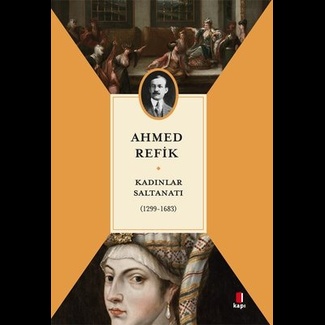 AHMED
REFİK
KADINLAR
SALTANATI
(1299-1683)
kapı